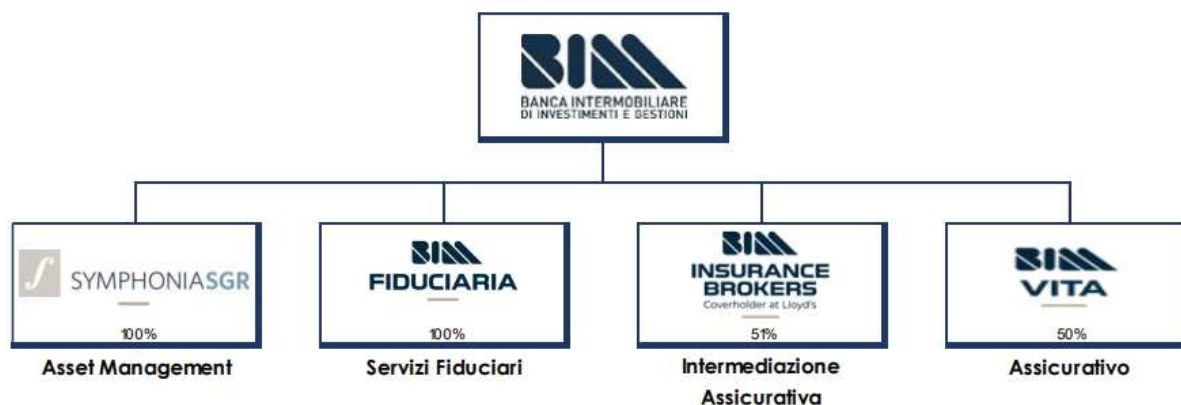 BIM
BANCA INTERMOBILIARE
DI INVESTIMENTI E GESTIONI
SYMPHONIASGR
100%
Asset Management
BIM
FIDUCIARIA
100%
Servizi Fiduciari
BIM
INSURANCE
BROKERS
Coverholder at Lloyd's
51%
Intermediazione
Assicurativa
BIM
VITA
50%
Assicurativo